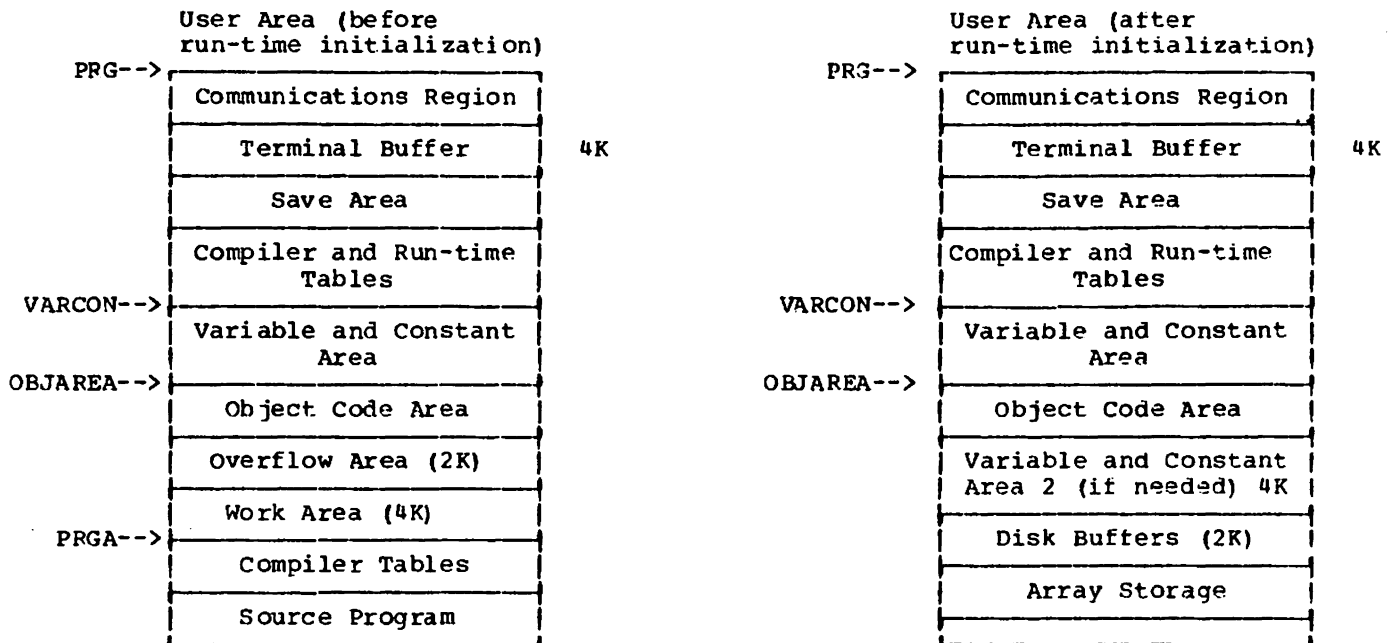 User Area (before
run-time initialization)
PRG-->
Communications Region
Terminal Buffer 4K
Save Area
Compiler and Run-time
Tables
VARCON-->
Variable and Constant
Area
OBJAREA-->
Object Code Area
Overflow Area (2K)
Work Area (4K)
PRGA-->
Compiler Tables
Source Program
User Area (after
run-time initialization)
PRG-->
Communications Region
Terminal Buffer 4K
Save Area
Compiler and Run-time
Tables
VARCON-->
Variable and Constant
Area
OBJAREA-->
Object Code Area
Variable and Constant
Area 2 (if needed) 4K
Disk Buffers (2K)
Array Storage